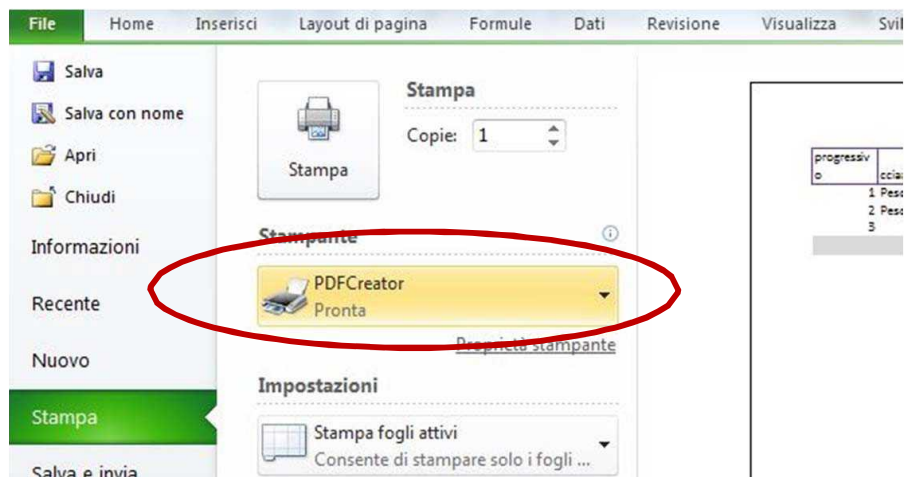 File Home Inserisci Layout di pagina Formule Dati Revisione Visualizza
Salva
Salva con nome
Apri
Chiudi
Informazioni
Recente
Nuovo
Stampa
Salva e invia
Stampa
Stampa
Copie: 1
Stampante
PDFCreator
Pronta
Proprietà stampante
Impostazioni
Stampa fogli attivi
Consente di stampare solo i fogli ...
progressiv
o
1
2
3